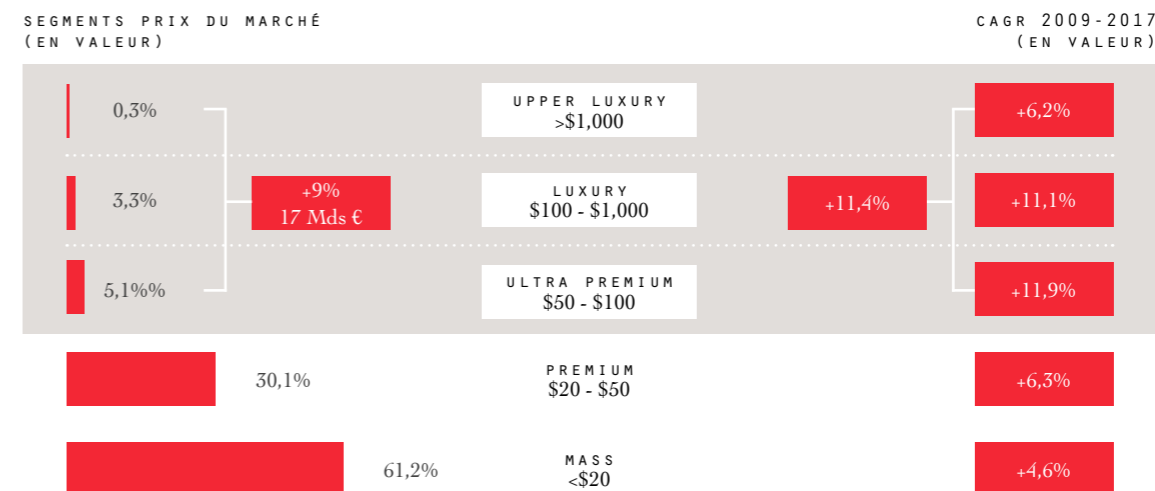 SEGMENTS PRIX DU MARCHÉ
(EN VALEUR)
CAGR 2009-2017
(EN VALEUR)
0,3%
UPPER LUXURY
>$1,000
+6,2%
3,3%
+9%
17 Mds €
LUXURY
$100 - $1,000
+11,4%
+11,1%
5,1%%
ULTRA PREMIUM
$50 - $100
+11,9%
30,1%
PREMIUM
$20 - $50
+6,3%
61,2%
MASS
<$20
+4,6%